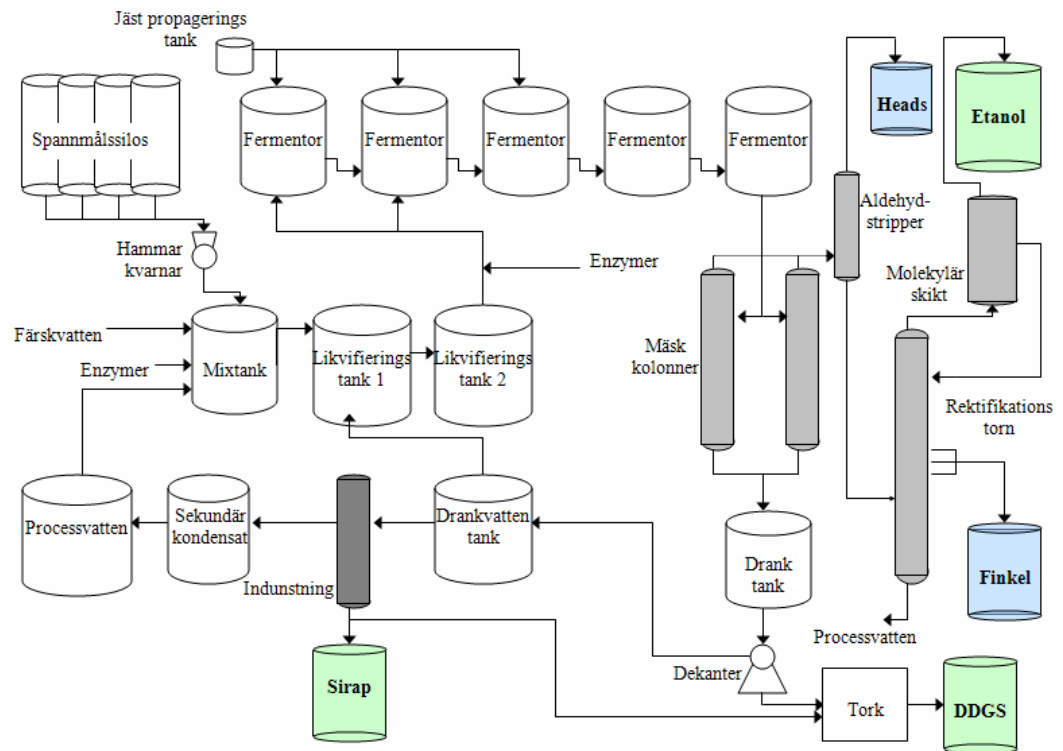 Jäst propagerings
tank
Heads
Etanol
Spannmålssilos
Fermentor
Fermentor
Fermentor
Fermentor
Fermentor
Aldehyd-
stripper
Hammar
kvarnar
Enzymer
Molekylär
skikt
Färskvatten
Enzymer
Mixtank
Likvifierings
tank 1
Likvifierings
tank 2
Mäsk
kolonner
Rektifikations
torn
Processvatten
Sekundär
kondensat
Indunstning
Drankvatten
tank
Drank
tank
Finkel
Processvatten
Sirap
Dekanter
Tork
DDGS